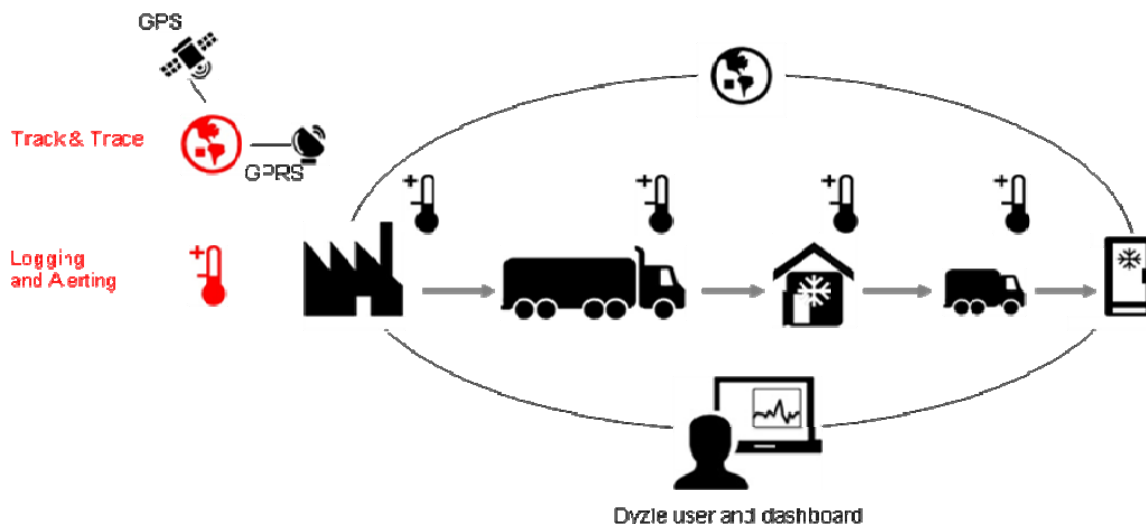 GPS
Track & Trace
GPRS
Logging
and Alerting
Dyzle user and dashboard